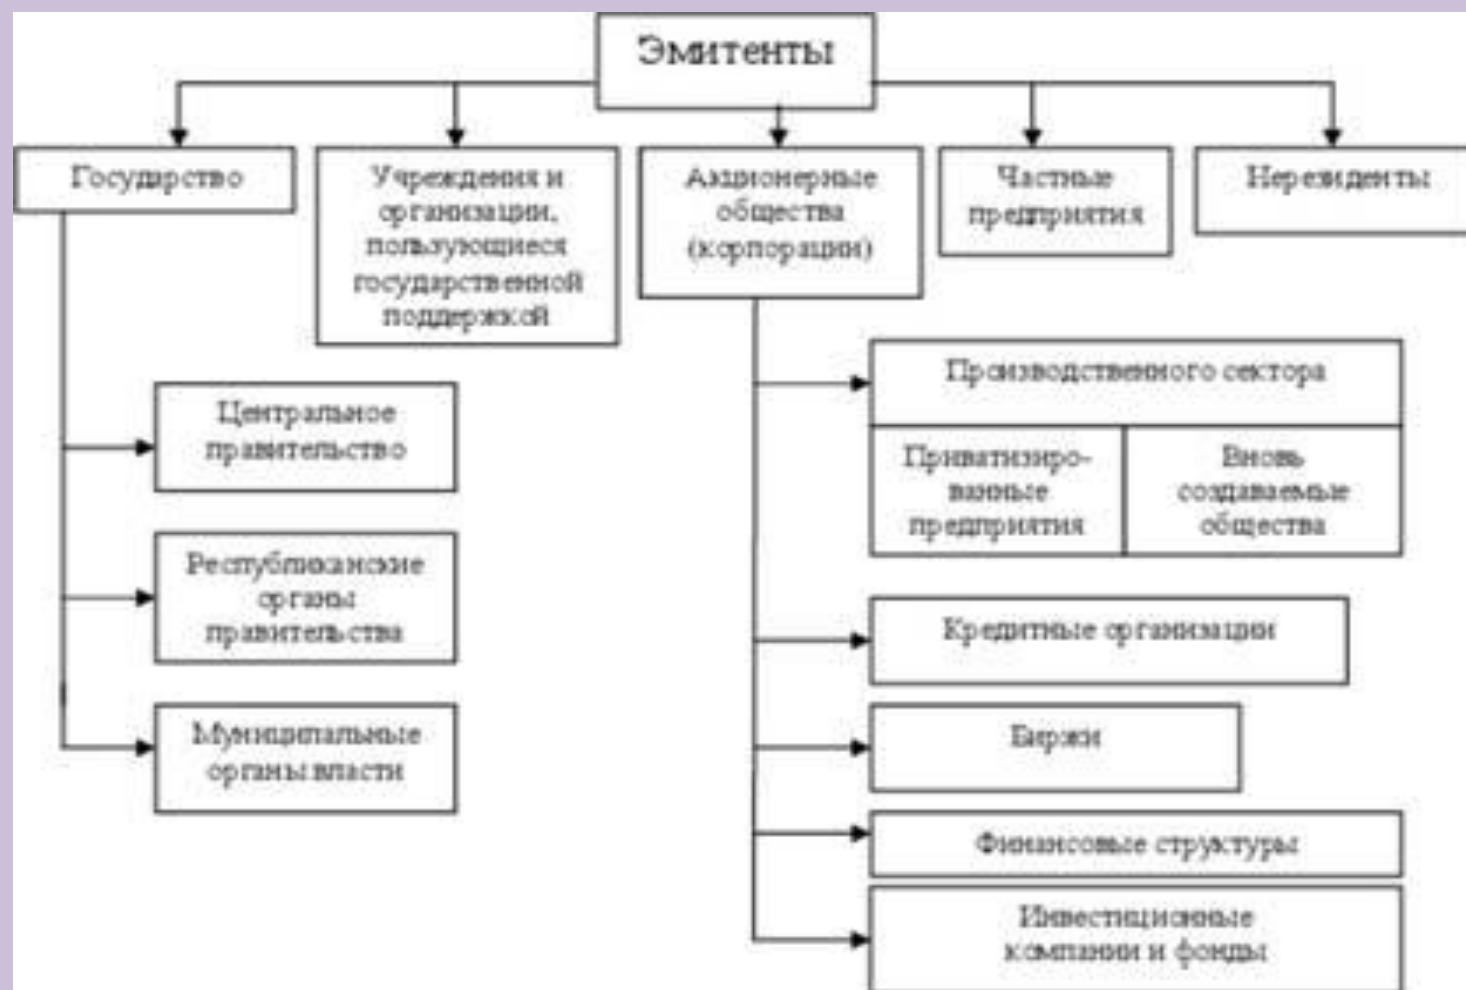 Эмитенты
Государство
Учреждения и
организации,
пользующиеся
государственной
поддержкой
Акционерные
общества
(корпорации)
Частные
предприятия
Нерезиденты
Центральное
правительство
Республиканские
органы
правительства
Муниципальные
органы власти
Производственного сектора
Приватизиро-
ванные
предприятия
Вновь
создаваемые
общества
Кредитные организации
Биржи
Финансовые структуры
Инвестиционные
компании и фонды